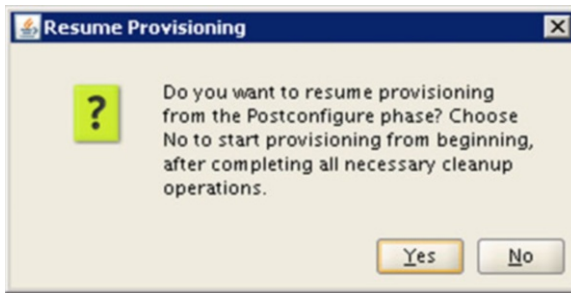 Resume Provisioning
?
Do you want to resume provisioning
from the Postconfigure phase? Choose
No to start provisioning from beginning,
after completing all necessary cleanup
operations.
Yes No